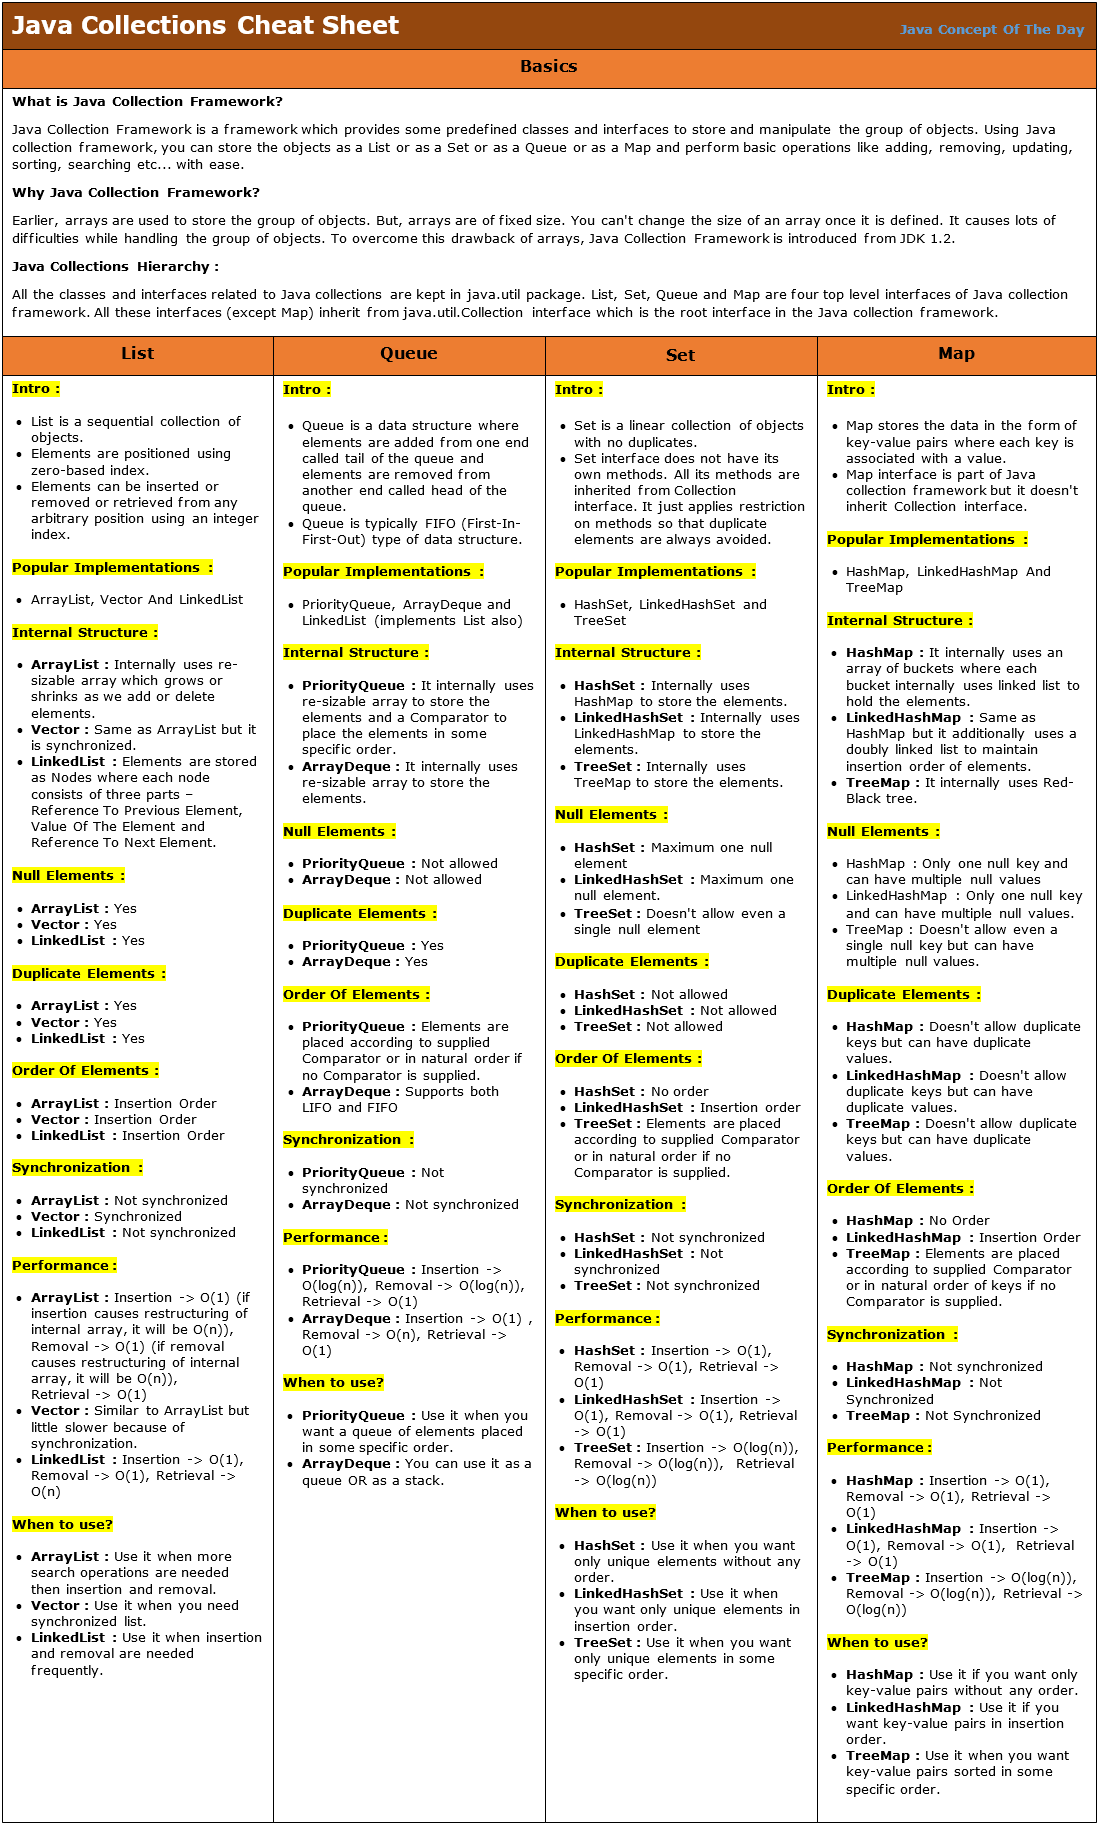 Java Collections Cheat Sheet
Java Concept Of The Day
Basics
What is Java Collection Framework?
Java Collection Framework is a framework which provides some predefined classes and interfaces to store and manipulate the group of objects. Using Java
collection framework, you can store the objects as a List or as a Set or as a Queue or as a Map and perform basic operations like adding, removing, updating,
sorting, searching etc... with ease.
Why Java Collection Framework?
Earlier, arrays are used to store the group of objects. But, arrays are of fixed size. You can't change the size of an array once it is defined. It causes lots of
difficulties while handling the group of objects. To overcome this drawback of arrays, Java Collection Framework is introduced from JDK 1.2.
Java Collections Hierarchy :
All the classes and interfaces related to Java collections are kept in java.util package. List, Set, Queue and Map are four top level interfaces of Java collection
framework. All these interfaces (except Map) inherit from java.util.Collection interface which is the root interface in the Java collection framework.
List
Intro :
• List is a sequential collection of
objects.
• Elements are positioned using
zero-based index.
• Elements can be inserted or
removed or retrieved from any
arbitrary position using an integer
index.
Popular Implementations :
• ArrayList, Vector And LinkedList
Internal Structure :
• ArrayList : Internally uses re-
sizable array which grows or
shrinks as we add or delete
elements.
• Vector : Same as ArrayList but it
is synchronized.
• LinkedList : Elements are stored
as Nodes where each node
consists of three parts –
Reference To Previous Element,
Value Of The Element and
Reference To Next Element.
Null Elements :
• ArrayList : Yes
• Vector : Yes
• LinkedList : Yes
Duplicate Elements :
• ArrayList : Yes
• Vector : Yes
• LinkedList : Yes
Order Of Elements :
• ArrayList : Insertion Order
• Vector : Insertion Order
• LinkedList : Insertion Order
Synchronization :
• ArrayList : Not synchronized
• Vector : Synchronized
• LinkedList : Not synchronized
Performance :
• ArrayList : Insertion -> O(1) (if
insertion causes restructuring of
internal array, it will be O(n)),
Removal -> O(1) (if removal
causes restructuring of internal
array, it will be O(n)),
Retrieval -> O(1)
• Vector : Similar to ArrayList but
little slower because of
synchronization.
• LinkedList : Insertion -> O(1),
Removal -> O(1), Retrieval ->
O(n)
When to use?
• ArrayList : Use it when more
search operations are needed
then insertion and removal.
• Vector : Use it when you need
synchronized list.
• LinkedList : Use it when insertion
and removal are needed
frequently.
Queue
Intro :
• Queue is a data structure where
elements are added from one end
called tail of the queue and
elements are removed from
another end called head of the
queue.
• Queue is typically FIFO (First-In-
First-Out) type of data structure.
Popular Implementations :
• PriorityQueue, ArrayDeque and
LinkedList (implements List also)
Internal Structure :
• PriorityQueue : It internally uses
re-sizable array to store the
elements and a Comparator to
place the elements in some
specific order.
• ArrayDeque : It internally uses
re-sizable array to store the
elements.
Null Elements :
• PriorityQueue : Not allowed
• ArrayDeque : Not allowed
Duplicate Elements :
• PriorityQueue : Yes
• ArrayDeque : Yes
Order Of Elements :
• PriorityQueue : Elements are
placed according to supplied
Comparator or in natural order if
no Comparator is supplied.
• ArrayDeque : Supports both
LIFO and FIFO
Synchronization :
• PriorityQueue : Not
synchronized
• ArrayDeque : Not synchronized
Performance :
• PriorityQueue : Insertion ->
O(log(n)), Removal -> O(log(n)),
Retrieval -> O(1)
• ArrayDeque : Insertion -> O(1) ,
Removal -> O(n), Retrieval ->
O(1)
When to use?
• PriorityQueue : Use it when you
want a queue of elements placed
in some specific order.
• ArrayDeque : You can use it as a
queue OR as a stack.
Set
Intro :
• Set is a linear collection of objects
with no duplicates.
• Set interface does not have its
own methods. All its methods are
inherited from Collection
interface. It just applies restriction
on methods so that duplicate
elements are always avoided.
Popular Implementations :
• HashSet, LinkedHashSet and
TreeSet
Internal Structure :
• HashSet : Internally uses
HashMap to store the elements.
• LinkedHashSet : Internally uses
LinkedHashMap to store the
elements.
• TreeSet : Internally uses
TreeMap to store the elements.
Null Elements :
• HashSet : Maximum one null
element
• LinkedHashSet : Maximum one
null element.
• TreeSet : Doesn't allow even a
single null element
Duplicate Elements :
• HashSet : Not allowed
• LinkedHashSet : Not allowed
• TreeSet : Not allowed
Order Of Elements :
• HashSet : No order
• LinkedHashSet : Insertion order
• TreeSet : Elements are placed
according to supplied Comparator
or in natural order if no
Comparator is supplied.
Synchronization :
• HashSet : Not synchronized
• LinkedHashSet : Not
synchronized
• TreeSet : Not synchronized
Performance :
• HashSet : Insertion -> O(1),
Removal -> O(1), Retrieval ->
O(1)
• LinkedHashSet : Insertion ->
O(1), Removal -> O(1), Retrieval
-> O(1)
• TreeSet : Insertion -> O(log(n)),
Removal -> O(log(n)), Retrieval
-> O(log(n))
When to use?
• HashSet : Use it when you want
only unique elements without any
order.
• LinkedHashSet : Use it when
you want only unique elements in
insertion order.
• TreeSet : Use it when you want
only unique elements in some
specific order.
Map
Intro :
• Map stores the data in the form of
key-value pairs where each key is
associated with a value.
• Map interface is part of Java
collection framework but it doesn't
inherit Collection interface.
Popular Implementations :
• HashMap, LinkedHashMap And
TreeMap
Internal Structure :
• HashMap : It internally uses an
array of buckets where each
bucket internally uses linked list to
hold the elements.
• LinkedHashMap : Same as
HashMap but it additionally uses a
doubly linked list to maintain
insertion order of elements.
• TreeMap : It internally uses Red-
Black tree.
Null Elements :
• HashMap : Only one null key and
can have multiple null values
• LinkedHashMap : Only one null key
and can have multiple null values.
• TreeMap : Doesn't allow even a
single null key but can have
multiple null values.
Duplicate Elements :
• HashMap : Doesn't allow duplicate
keys but can have duplicate
values.
• LinkedHashMap : Doesn't allow
duplicate keys but can have
duplicate values.
• TreeMap : Doesn't allow duplicate
keys but can have duplicate
values.
Order Of Elements :
• HashMap : No Order
• LinkedHashMap : Insertion Order
• TreeMap : Elements are placed
according to supplied Comparator
or in natural order of keys if no
Comparator is supplied.
Synchronization :
• HashMap : Not synchronized
• LinkedHashMap : Not
Synchronized
• TreeMap : Not Synchronized
Performance :
• HashMap : Insertion -> O(1),
Removal -> O(1), Retrieval ->
O(1)
• LinkedHashMap : Insertion ->
O(1), Removal -> O(1), Retrieval
-> O(1)
• TreeMap : Insertion -> O(log(n)),
Removal -> O(log(n)), Retrieval ->
O(log(n))
When to use?
• HashMap : Use it if you want only
key-value pairs without any order.
• LinkedHashMap : Use it if you
want key-value pairs in insertion
order.
• TreeMap : Use it when you want
key-value pairs sorted in some
specific order.